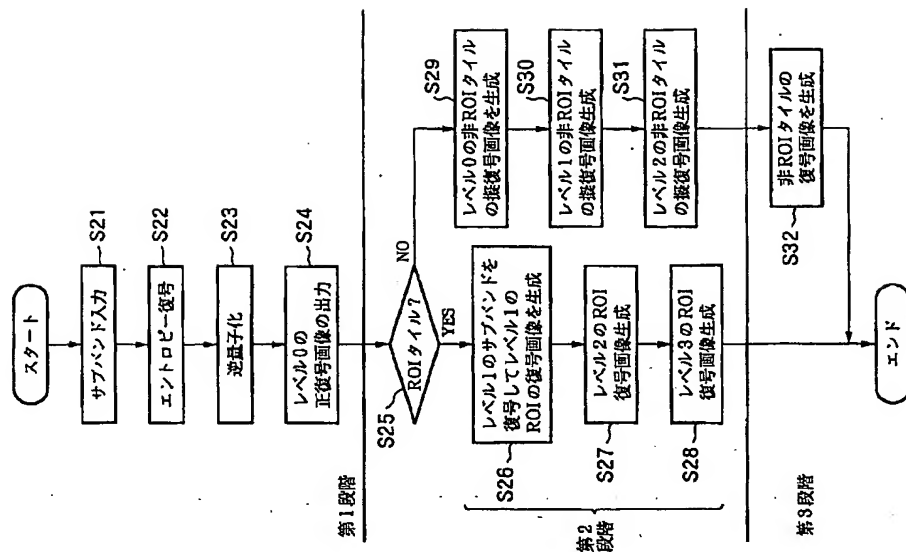 スタート
サブバンド入力
S21
エントロピー復号
S22
逆盘子化
S23
レベル0の
正復号画像の出力
S24
第1段階
ROIタイル?
S25
NO
YES
レベル1のサブバンドを
復号してレベル1の
ROIの復号画像を生成
S26
レベル2のROI
復号画像生成
S27
レベル3のROI
復号画像生成
S28
レベル0の非ROIタイル
の擬復号画像を生成
S29
レベル1の非ROIタイル
の擬復号画像生成
S30
レベル2の非ROIタイル
の擬復号画像生成
S31
第2
段階
非ROIタイルの
復号画像を生成
S32
第3段階
エンド